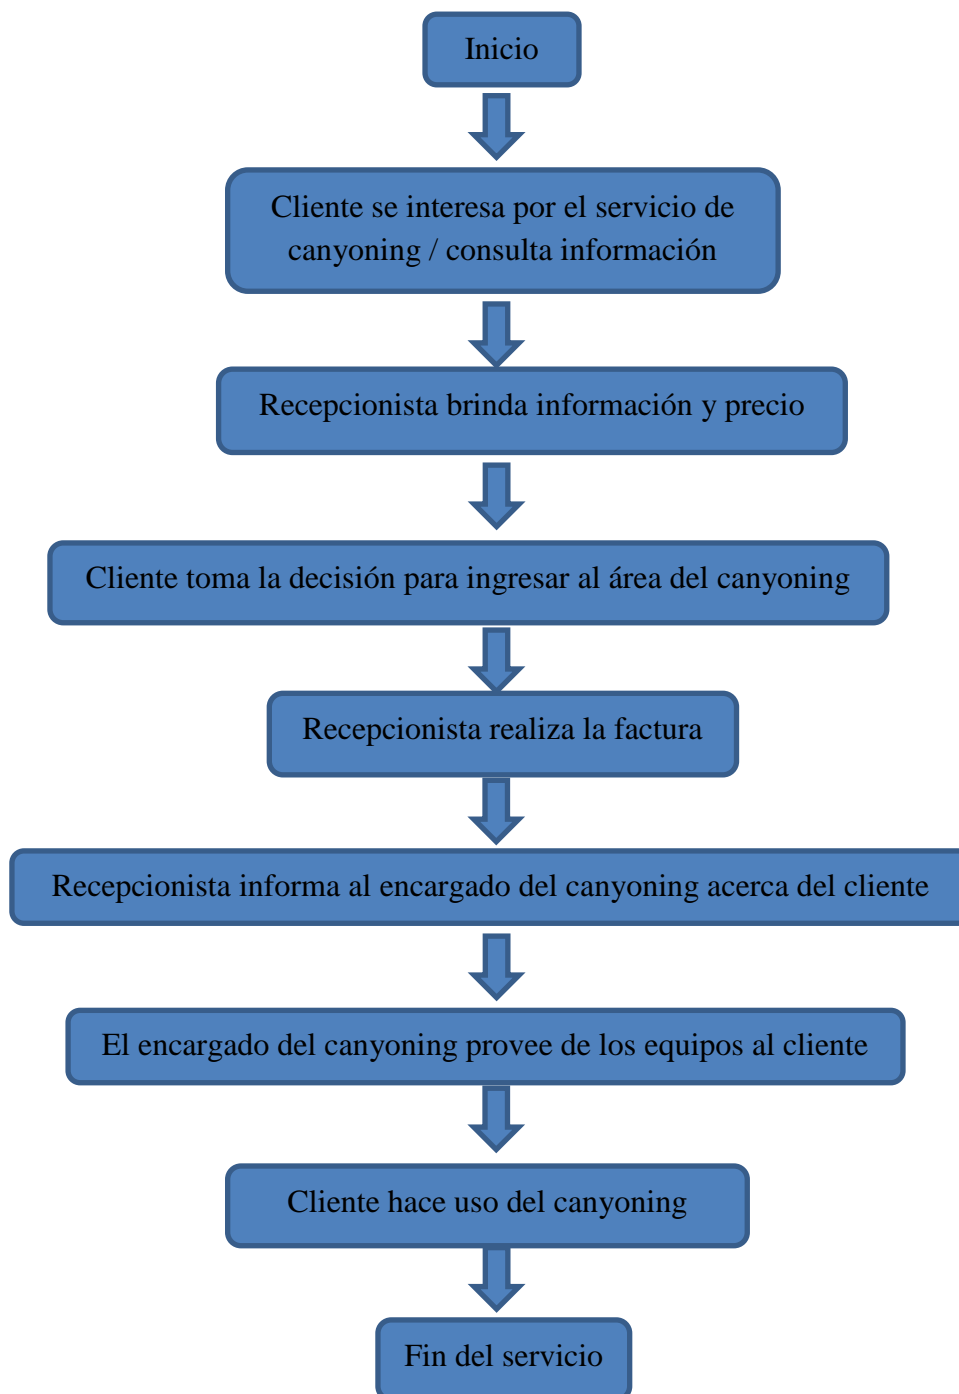 Inicio
Cliente se interesa por el servicio de
canyoning / consulta información
Recepcionista brinda información y precio
Cliente toma la decisión para ingresar al área del canyoning
Recepcionista realiza la factura
Recepcionista informa al encargado del canyoning acerca del cliente
El encargado del canyoning provee de los equipos al cliente
Cliente hace uso del canyoning
Fin del servicio